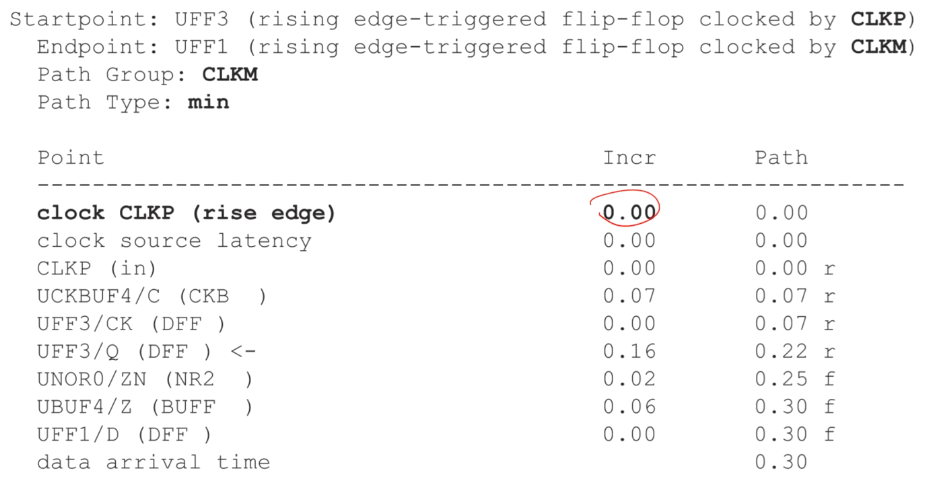 Startpoint: UFF3 (rising edge-triggered flip-flop clocked by CLKP)
Endpoint: UFF1 (rising edge-triggered flip-flop clocked by CLKM)
Path Group: CLKM
Path Type: min
Point Incr Path
---------------------------------------------------------------
clock CLKP (rise edge) 0.00 0.00
clock source latency 0.00 0.00
CLKP (in) 0.00 0.00 r
UCKBUF4/C (CKB  ) 0.07 0.07 r
UFF3/CK (DFF ) 0.00 0.07 r
UFF3/Q (DFF ) <- 0.16 0.22 r
UNOR0/ZN (NR2  ) 0.02 0.25 f
UBUF4/Z (BUFF  ) 0.06 0.30 f
UFF1/D (DFF ) 0.00 0.30 f
data arrival time 0.30